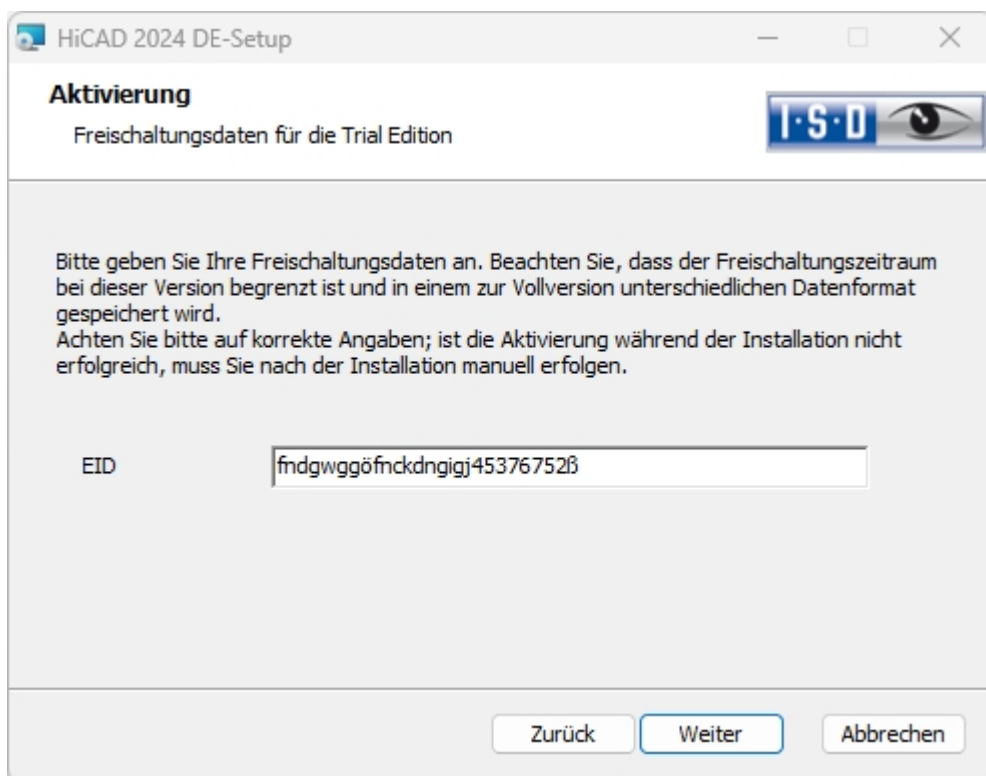 HiCAD 2024 DE-Setup
Aktivierung
Freischaltungsdaten für die Trial Edition
I·S·D
Bitte geben Sie Ihre Freischaltungsdaten an. Beachten Sie, dass der Freischaltungszeitraum
bei dieser Version begrenzt ist und in einem zur Vollversion unterschiedlichen Datenformat
gespeichert wird.
Achten Sie bitte auf korrekte Angaben; ist die Aktivierung während der Installation nicht
erfolgreich, muss Sie nach der Installation manuell erfolgen.
EID fndgwggöfnckdngigj45376752ß
Zurück Weiter Abbrechen